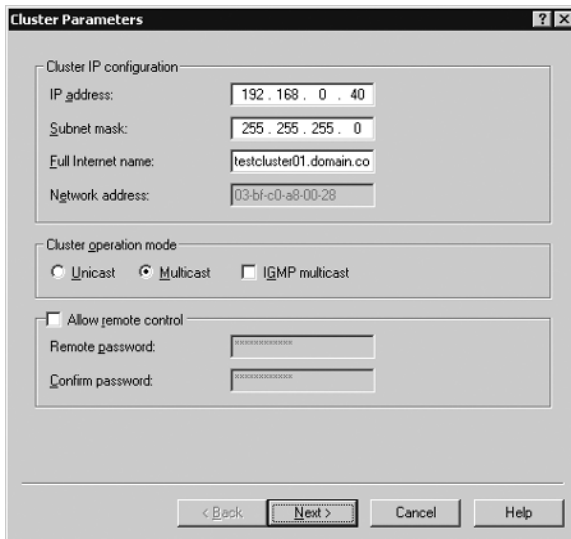 Cluster Parameters
Cluster IP configuration
IP address: 192 . 168 . 0 . 40
Subnet mask: 255 . 255 . 255 . 0
Full Internet name: testcluster01.domain.co
Network address: 03-bf-c0-a8-00-28
Cluster operation mode
Unicast Multicast IGMP multicast
Allow remote control
Remote password: ************
Confirm password: ************
< Back Next > Cancel Help